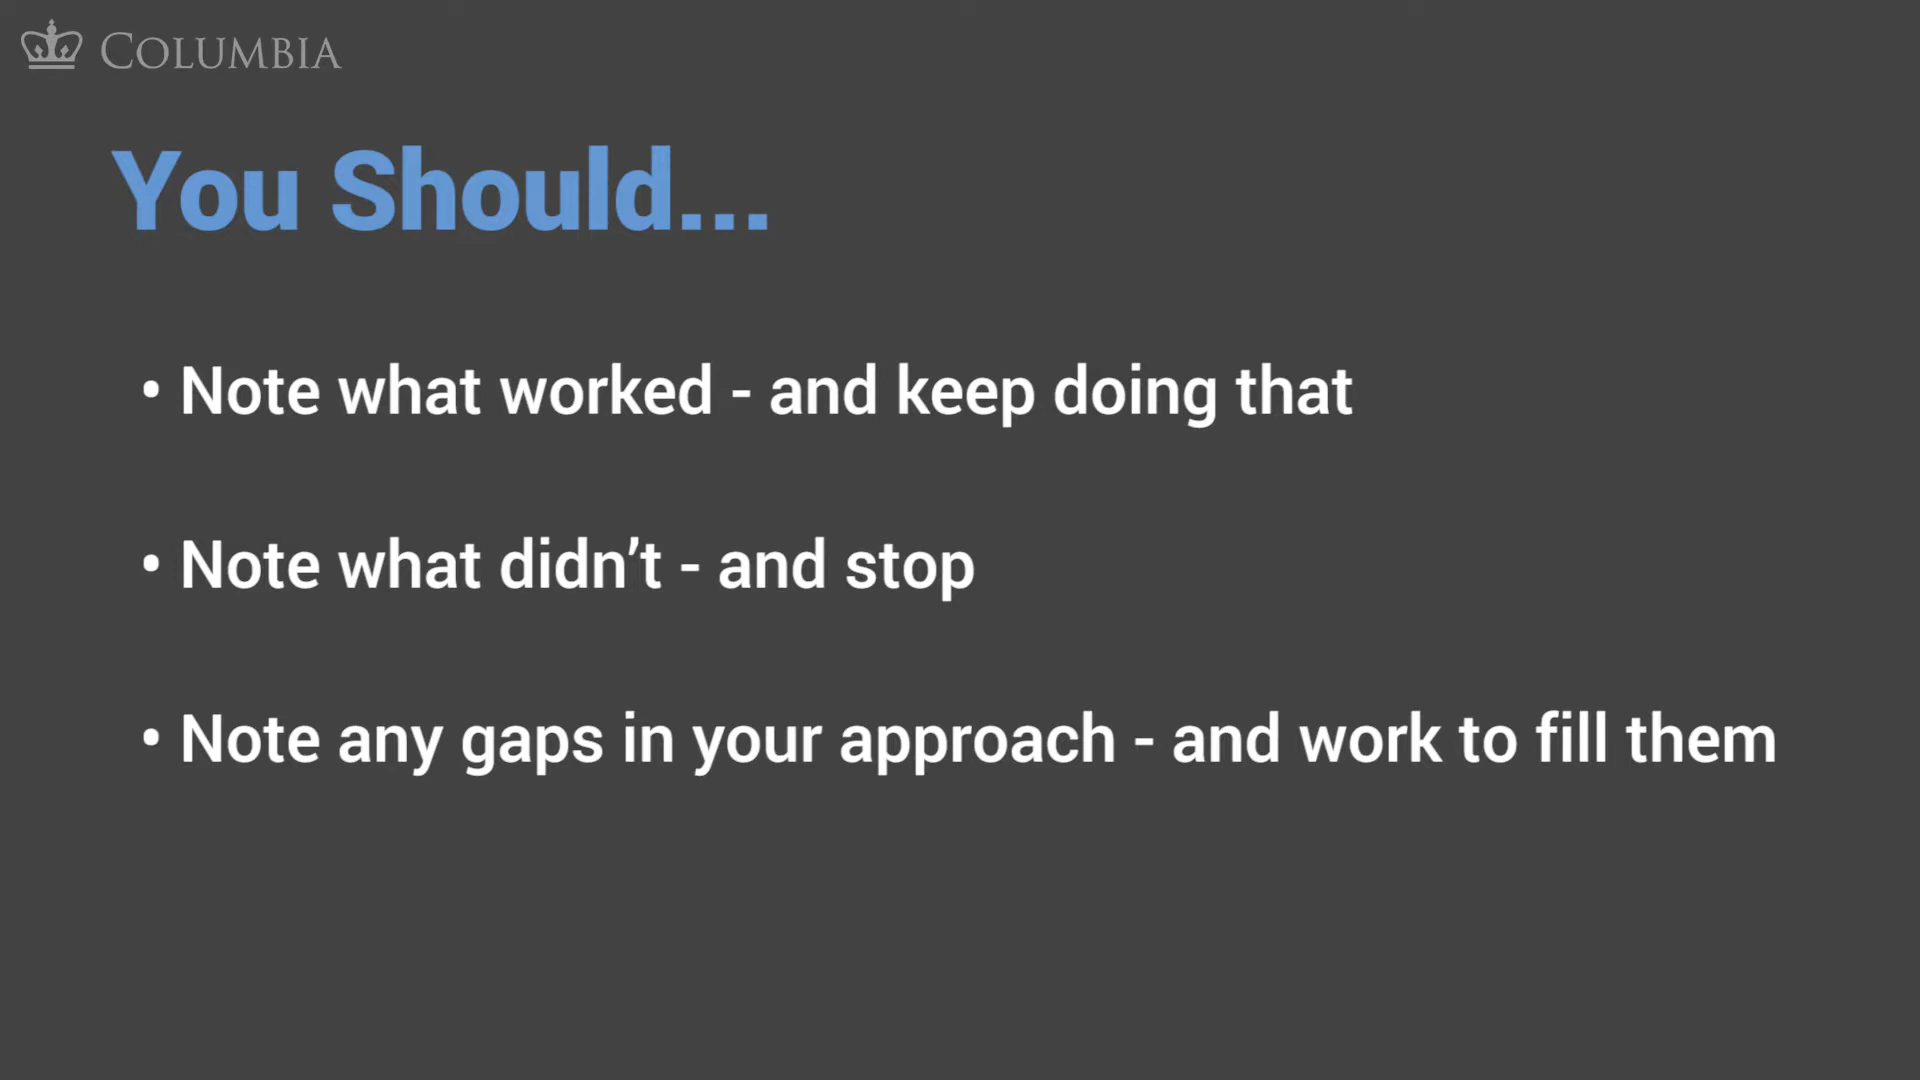 COLUMBIA
You Should...
• Note what worked - and keep doing that
• Note what didn’t - and stop
• Note any gaps in your approach - and work to fill them